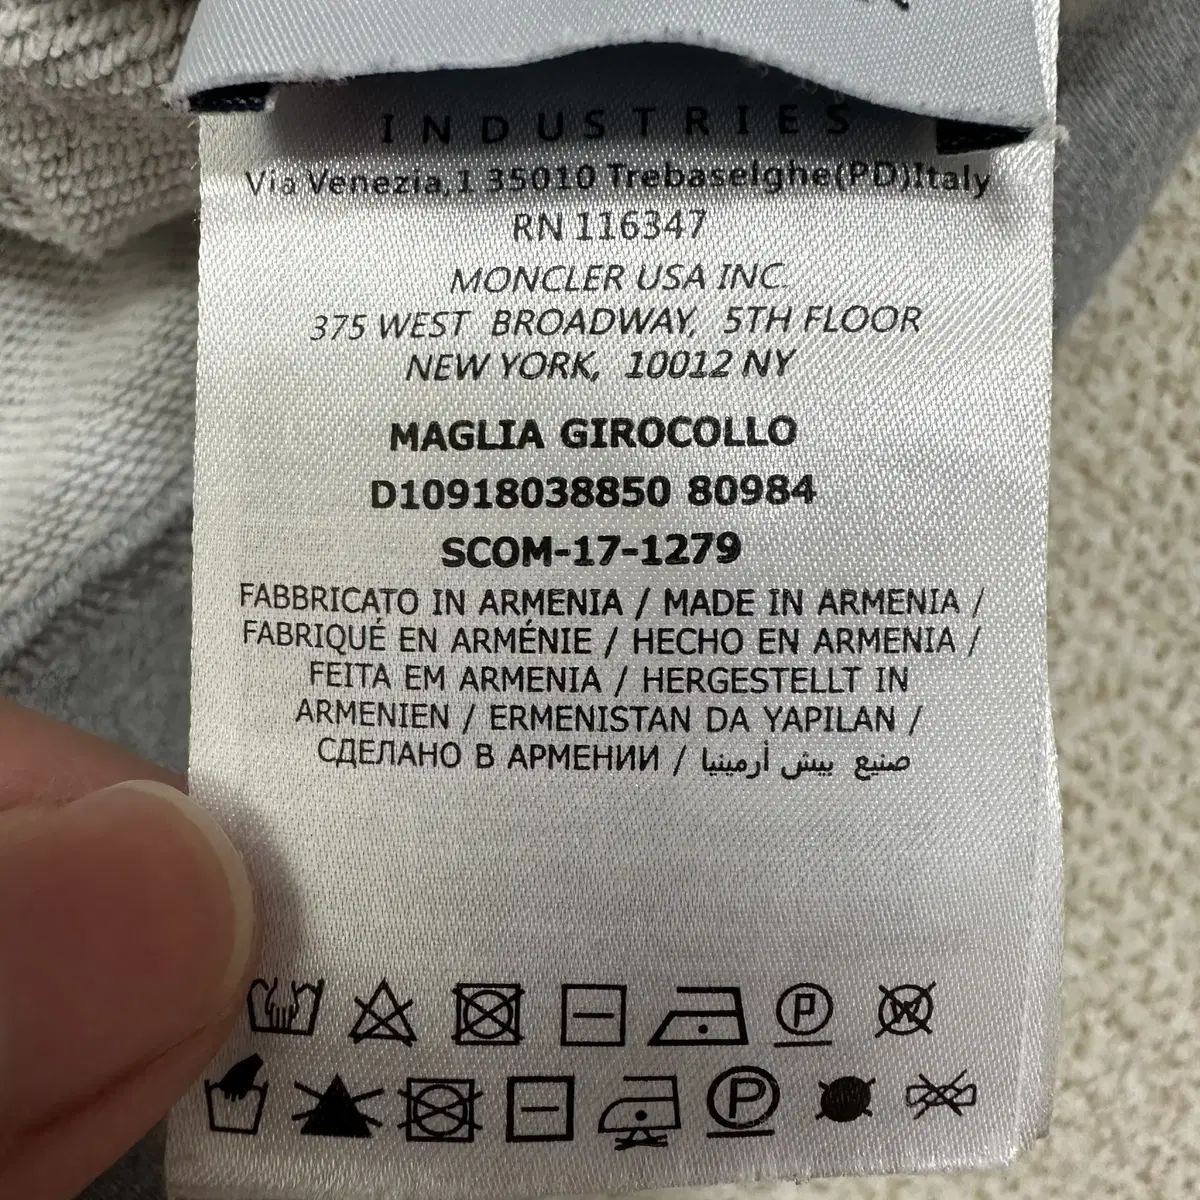 INDUSTRIES
Via Venezia,1 35010 Trebaselghe(PD)Italy
RN 116347
MONCLER USA INC.
375 WEST BROADWAY, 5TH FLOOR
NEW YORK, 10012 NY
MAGLIA GIROCOLLO
D10918038850 80984
SCOM-17-1279
FABBRICATO IN ARMENIA / MADE IN ARMENIA /
FABRIQUÉ EN ARMÉNIE / HECHO EN ARMENIA /
FEITA EM ARMENIA / HERGESTELLT IN
ARMENIEN / ERMENISTAN DA YAPILAN /
СДЕЛАНО В АРМЕНИИ / صنيع بيش أرمينيا
P W
P